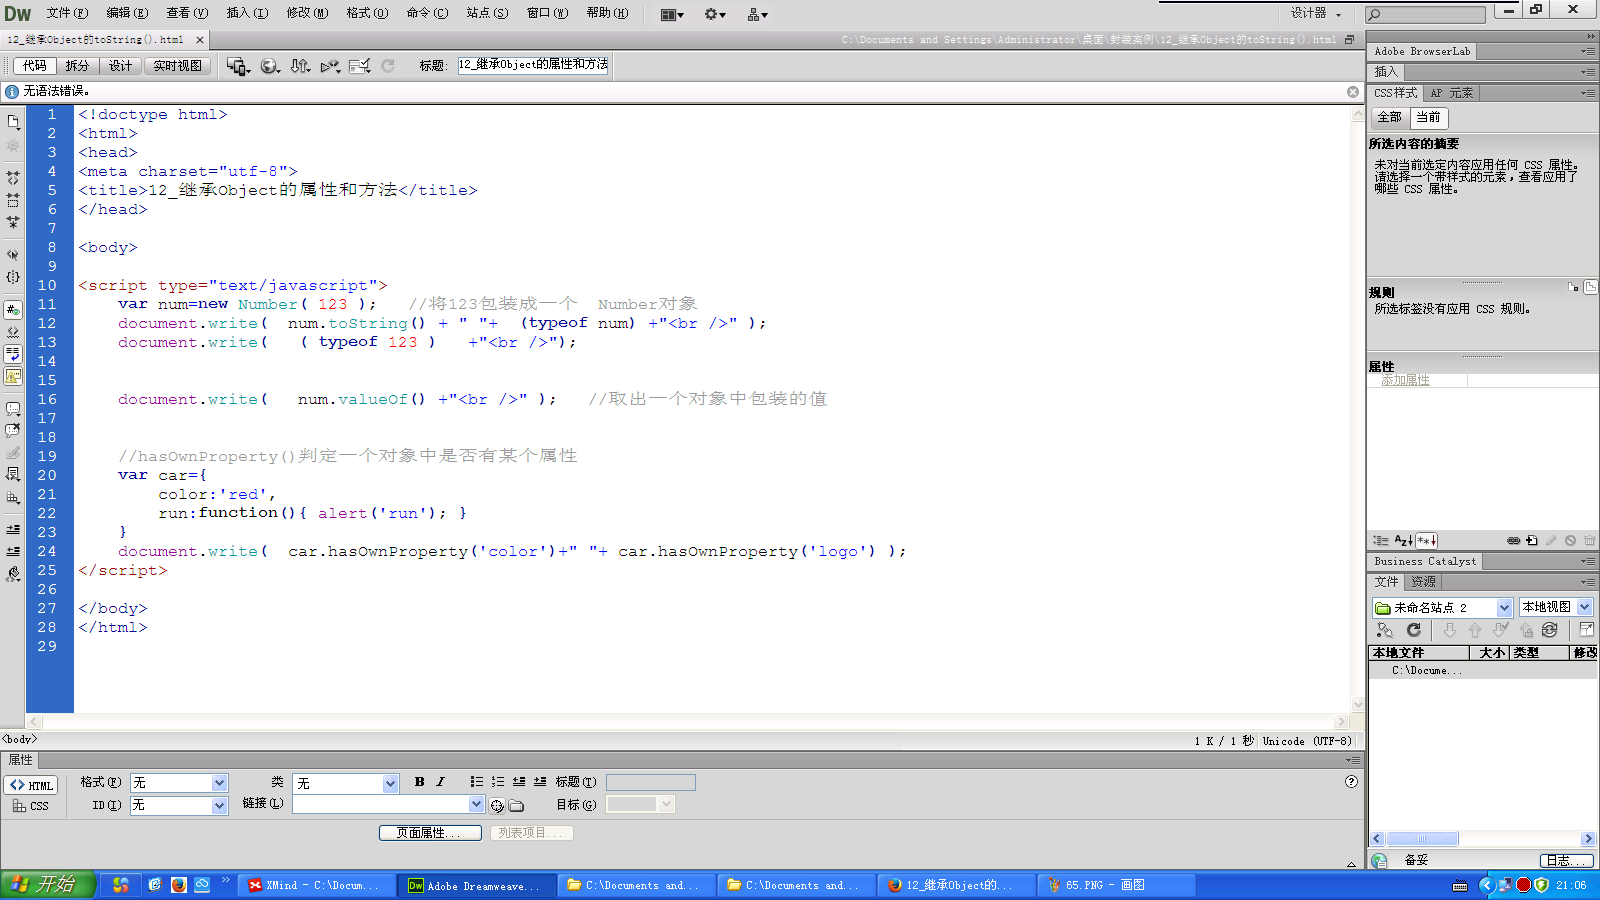 Dw 文件(F) 编辑(E) 查看(V) 插入(I) 修改(M) 格式(O) 命令(C) 站点(S) 窗口(W) 帮助(H) 设计器
12_继承Object的toString().html × C:\Documents and Settings\Administrator\桌面\封装案例\12_继承Object的toString().html
代码 拆分 设计 实时视图 标题: 12_继承Object的属性和方法
无语法错误。
1 <!doctype html>
2 <html>
3 <head>
4 <meta charset="utf-8">
5 <title>12_继承Object的属性和方法</title>
6 </head>
7
8 <body>
9
10 <script type="text/javascript">
11 var num=new Number( 123 ); //将123包装成一个 Number对象
12 document.write( num.toString() + " "+ (typeof num) +"<br />" );
13 document.write( ( typeof 123 ) +"<br />");
14
15
16 document.write( num.valueOf() +"<br />" ); //取出一个对象中包装的值
17
18
19 //hasOwnProperty()判定一个对象中是否有某个属性
20 var car={
21 color:'red',
22 run:function(){ alert('run'); }
23 }
24 document.write( car.hasOwnProperty('color')+" "+ car.hasOwnProperty('logo') );
25 </script>
26
27 </body>
28 </html>
29
<body> 1 K / 1 秒 Unicode (UTF-8)
属性
<> HTML 格式(F) 无 类 无 B I 标题(T)
CSS ID(I) 无 链接(L) 目标(G)
页面属性... 列表项目...
Adobe BrowserLab
插入
CSS样式 AP 元素
全部 当前
所选内容的摘要
未对当前选定内容应用任何 CSS 属性。
请选择一个带样式的元素，查看应用了
哪些 CSS 属性。
规则
所选标签没有应用 CSS 规则。
属性
添加属性
Business Catalyst
文件 资源
未命名站点 2 本地视图
本地文件 大小 类型 修改
C:\Docume...
备妥 日志...
开始 XMind - C:\Docum... Adobe Dreamweave... C:\Documents and... C:\Documents and... 12_继承Object的... 65.PNG - 画图 21:06